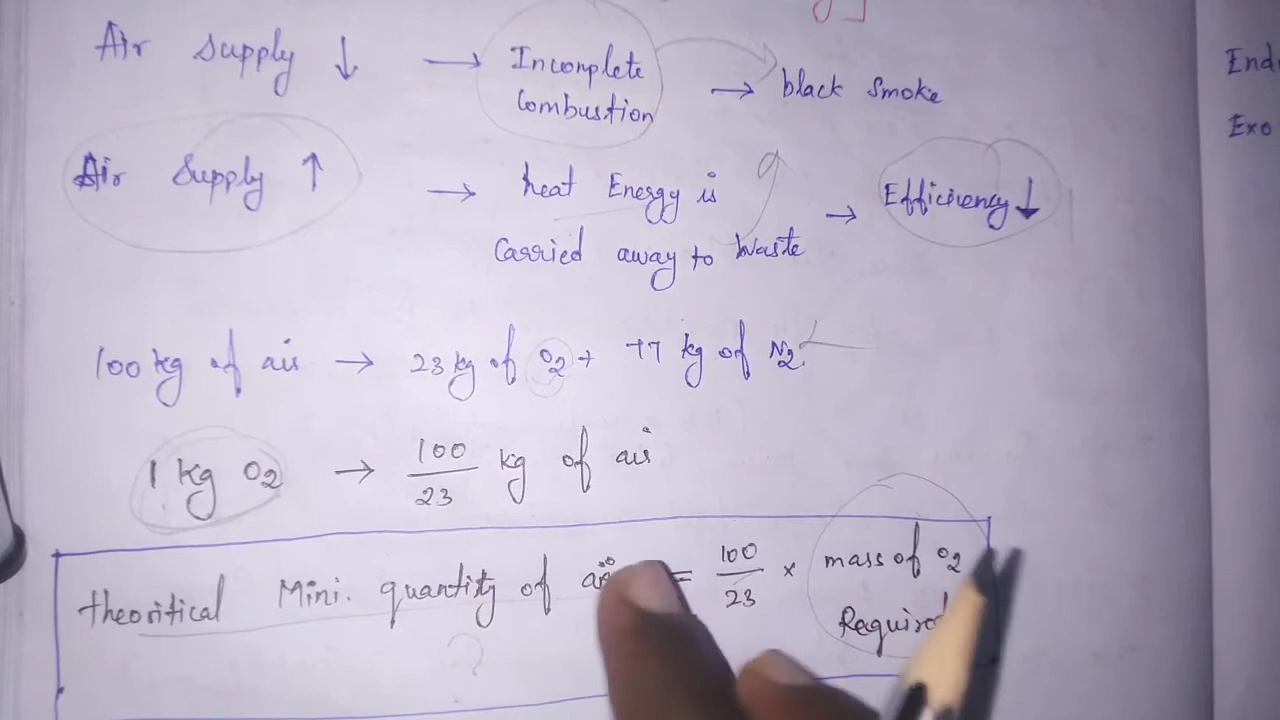 Air Supply ↓ → Incomplete Combustion → black smoke
Air Supply ↑ → heat Energy is Carried away to Waste → Efficiency ↓
100 kg of air → 23 kg of O2 + 77 kg of N2
1 kg O2 → 100/23 kg of air
theoritical Mini. quantity of air = 100/23 × mass of O2 Required
End
Exo